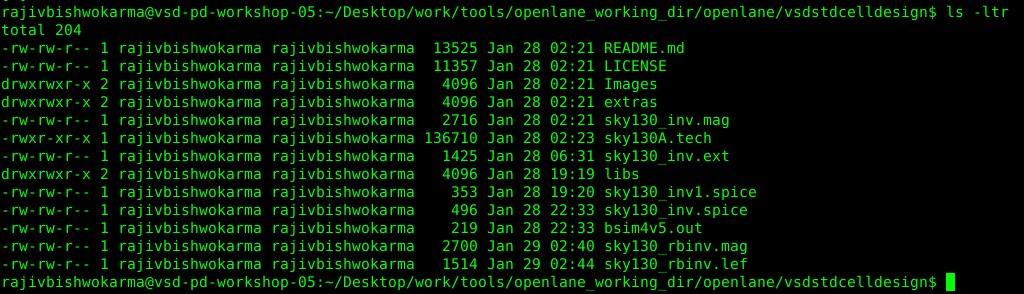 rajivbishwokarma@vsd-pd-workshop-05:~/Desktop/work/tools/openlane_working_dir/openlane/vsdstdcelldesign$ ls -ltr
total 204
-rw-rw-r-- 1 rajivbishwokarma rajivbishwokarma  13525 Jan 28 02:21 README.md
-rw-rw-r-- 1 rajivbishwokarma rajivbishwokarma  11357 Jan 28 02:21 LICENSE
drwxrwxr-x 2 rajivbishwokarma rajivbishwokarma   4096 Jan 28 02:21 Images
drwxrwxr-x 2 rajivbishwokarma rajivbishwokarma   4096 Jan 28 02:21 extras
-rw-rw-r-- 1 rajivbishwokarma rajivbishwokarma   2716 Jan 28 02:21 sky130_inv.mag
-rwxr-xr-x 1 rajivbishwokarma rajivbishwokarma 136710 Jan 28 02:23 sky130A.tech
-rw-rw-r-- 1 rajivbishwokarma rajivbishwokarma   1425 Jan 28 06:31 sky130_inv.ext
drwxrwxr-x 2 rajivbishwokarma rajivbishwokarma   4096 Jan 28 19:19 libs
-rw-rw-r-- 1 rajivbishwokarma rajivbishwokarma    353 Jan 28 19:20 sky130_inv1.spice
-rw-rw-r-- 1 rajivbishwokarma rajivbishwokarma    496 Jan 28 22:33 sky130_inv.spice
-rw-rw-r-- 1 rajivbishwokarma rajivbishwokarma    219 Jan 28 22:33 bsim4v5.out
-rw-rw-r-- 1 rajivbishwokarma rajivbishwokarma   2700 Jan 29 02:40 sky130_rbinv.mag
-rw-rw-r-- 1 rajivbishwokarma rajivbishwokarma   1514 Jan 29 02:44 sky130_rbinv.lef
rajivbishwokarma@vsd-pd-workshop-05:~/Desktop/work/tools/openlane_working_dir/openlane/vsdstdcelldesign$